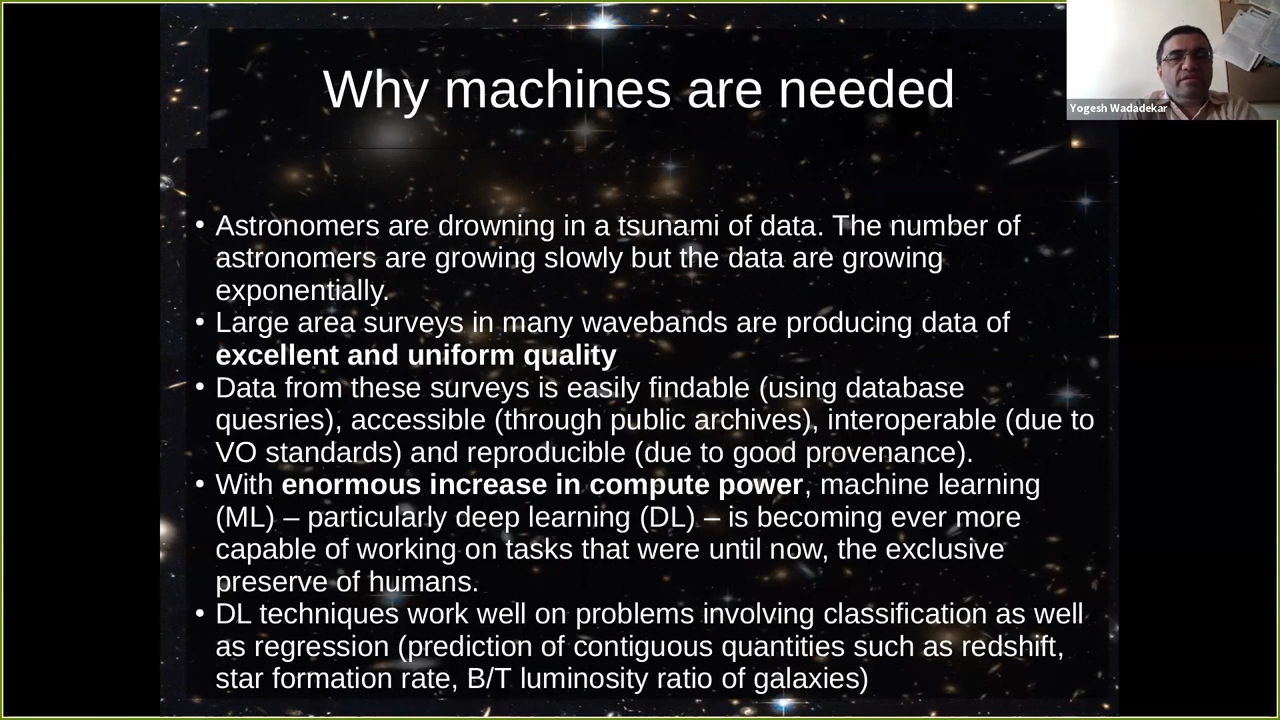 Why machines are needed
Yogesh Wadadekar
• Astronomers are drowning in a tsunami of data. The number of
astronomers are growing slowly but the data are growing
exponentially.
• Large area surveys in many wavebands are producing data of
excellent and uniform quality
• Data from these surveys is easily findable (using database
quesries), accessible (through public archives), interoperable (due to
VO standards) and reproducible (due to good provenance).
• With enormous increase in compute power, machine learning
(ML) – particularly deep learning (DL) – is becoming ever more
capable of working on tasks that were until now, the exclusive
preserve of humans.
• DL techniques work well on problems involving classification as well
as regression (prediction of contiguous quantities such as redshift,
star formation rate, B/T luminosity ratio of galaxies)